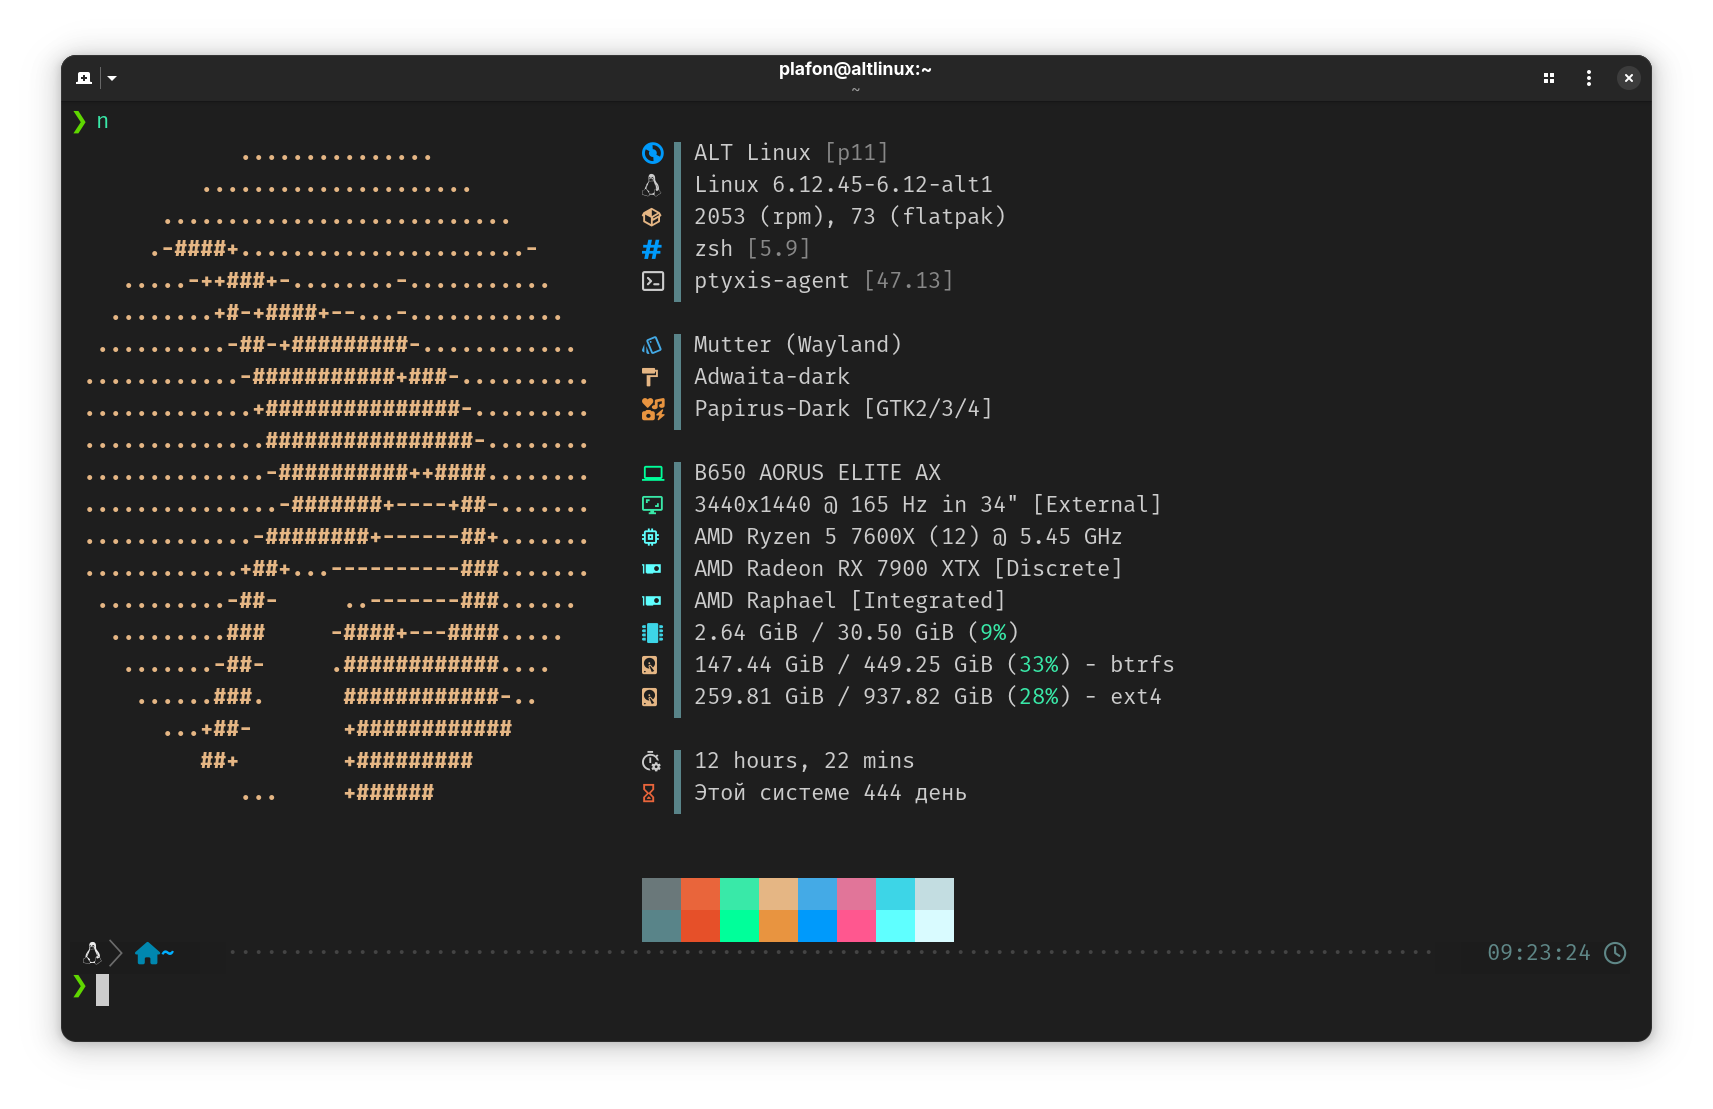 plafon@altlinux:~
~
❯ n
ALT Linux [p11]
Linux 6.12.45-6.12-alt1
2053 (rpm), 73 (flatpak)
zsh [5.9]
ptyxis-agent [47.13]
Mutter (Wayland)
Adwaita-dark
Papirus-Dark [GTK2/3/4]
B650 AORUS ELITE AX
3440x1440 @ 165 Hz in 34" [External]
AMD Ryzen 5 7600X (12) @ 5.45 GHz
AMD Radeon RX 7900 XTX [Discrete]
AMD Raphael [Integrated]
2.64 GiB / 30.50 GiB (9%)
147.44 GiB / 449.25 GiB (33%) - btrfs
259.81 GiB / 937.82 GiB (28%) - ext4
12 hours, 22 mins
Этой системе 444 день
~ 09:23:24
❯